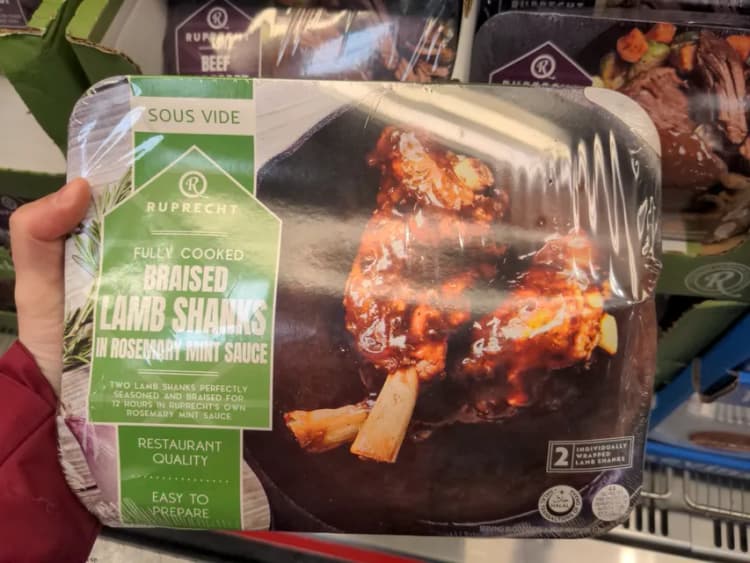 RUPRECHT
BEEF
SOUS VIDE
R
RUPRECHT
FULLY COOKED
BRAISED
LAMB SHANKS
IN ROSEMARY MINT SAUCE
TWO LAMB SHANKS PERFECTLY
SEASONED AND BRAISED FOR
12 HOURS IN RUPRECHT'S OWN
ROSEMARY MINT SAUCE
RESTAURANT
QUALITY
EASY TO
PREPARE
2 INDIVIDUALLY
WRAPPED
LAMB SHANKS
HALAL